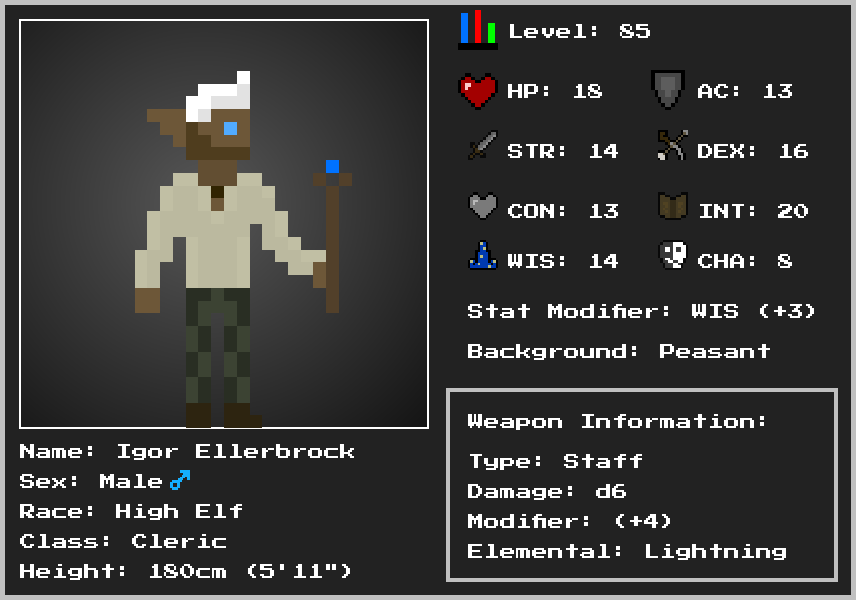 Level: 85
HP: 18 AC: 13
STR: 14 DEX: 16
CON: 13 INT: 20
WIS: 14 CHA: 8
Stat Modifier: WIS (+3)
Background: Peasant
Weapon Information:
Type: Staff
Damage: d6
Modifier: (+4)
Elemental: Lightning
Name: Igor Ellerbrock
Sex: Male♂
Race: High Elf
Class: Cleric
Height: 180cm (5'11")